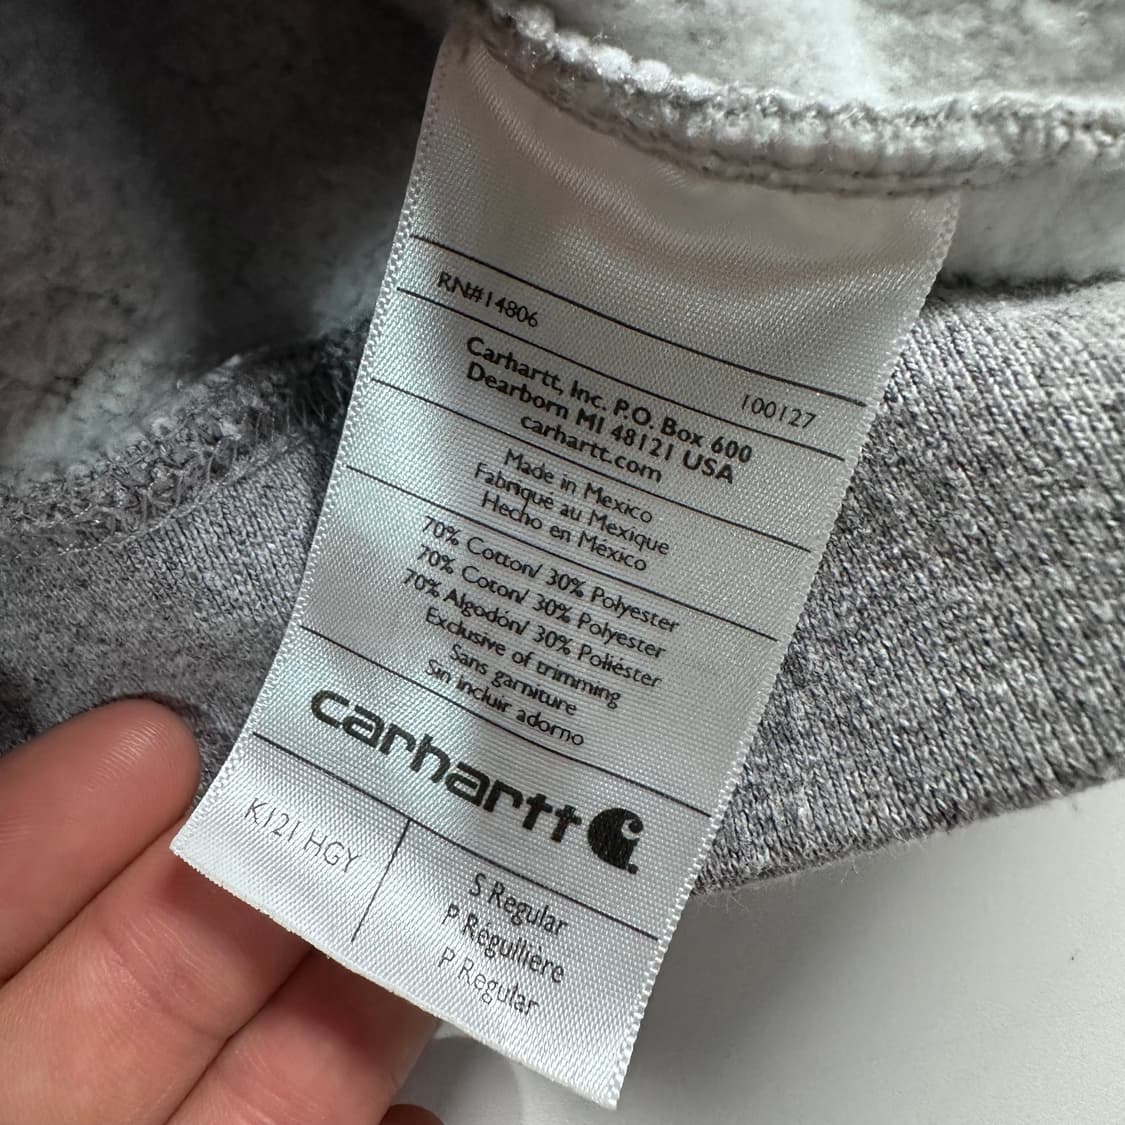 RN#14806
100127
Carhartt, Inc. P.O. Box 600
Dearborn MI 48121 USA
carhartt.com
Made in Mexico
Fabriqué au Mexique
Hecho en México
70% Cotton/ 30% Polyester
70% Coton/ 30% Polyester
70% Algodón/ 30% Poliéster
Exclusive of trimming
Sans garniture
Sin incluir adorno
carhartt
K121 HGY
S Regular
P Régullière
P Regular